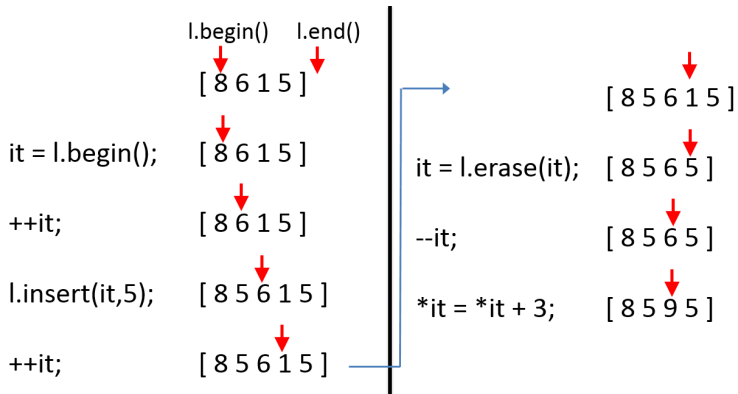 l.begin() l.end()
[ 8 6 1 5 ]
it = l.begin(); [ 8 6 1 5 ]
++it; [ 8 6 1 5 ]
l.insert(it,5); [ 8 5 6 1 5 ]
++it; [ 8 5 6 1 5 ]
[ 8 5 6 1 5 ]
it = l.erase(it); [ 8 5 6 5 ]
--it; [ 8 5 6 5 ]
*it = *it + 3; [ 8 5 9 5 ]